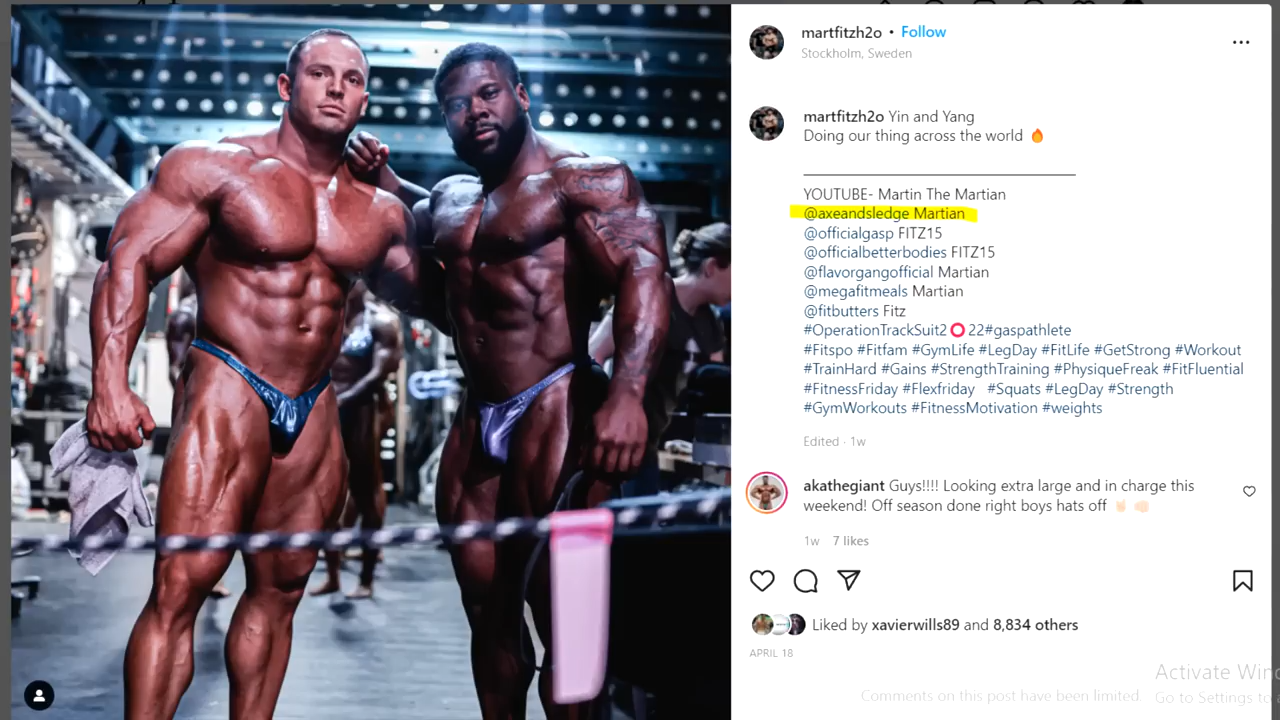 martfitzh2o • Follow
Stockholm, Sweden
martfitzh2o Yin and Yang
Doing our thing across the world 🔥
YOUTUBE- Martin The Martian
@axeandsledge Martian
@officialgasp FITZ15
@officialbetterbodies FITZ15
@flavorgangofficial Martian
@megafitmeals Martian
@fitbutters Fitz
#OperationTrackSuit2⭕22#gaspathlete
#Fitspo #Fitfam #GymLife #LegDay #FitLife #GetStrong #Workout
#TrainHard #Gains #StrengthTraining #PhysiqueFreak #FitFluential
#FitnessFriday #Flexfriday #Squats #LegDay #Strength
#GymWorkouts #FitnessMotivation #weights
Edited · 1w
akathegiant Guys!!!! Looking extra large and in charge this
weekend! Off season done right boys hats off ☝🏻👊🏻
1w 7 likes
Liked by xavierwills89 and 8,834 others
APRIL 18
Comments on this post have been limited
Activate Win
Go to Settings to